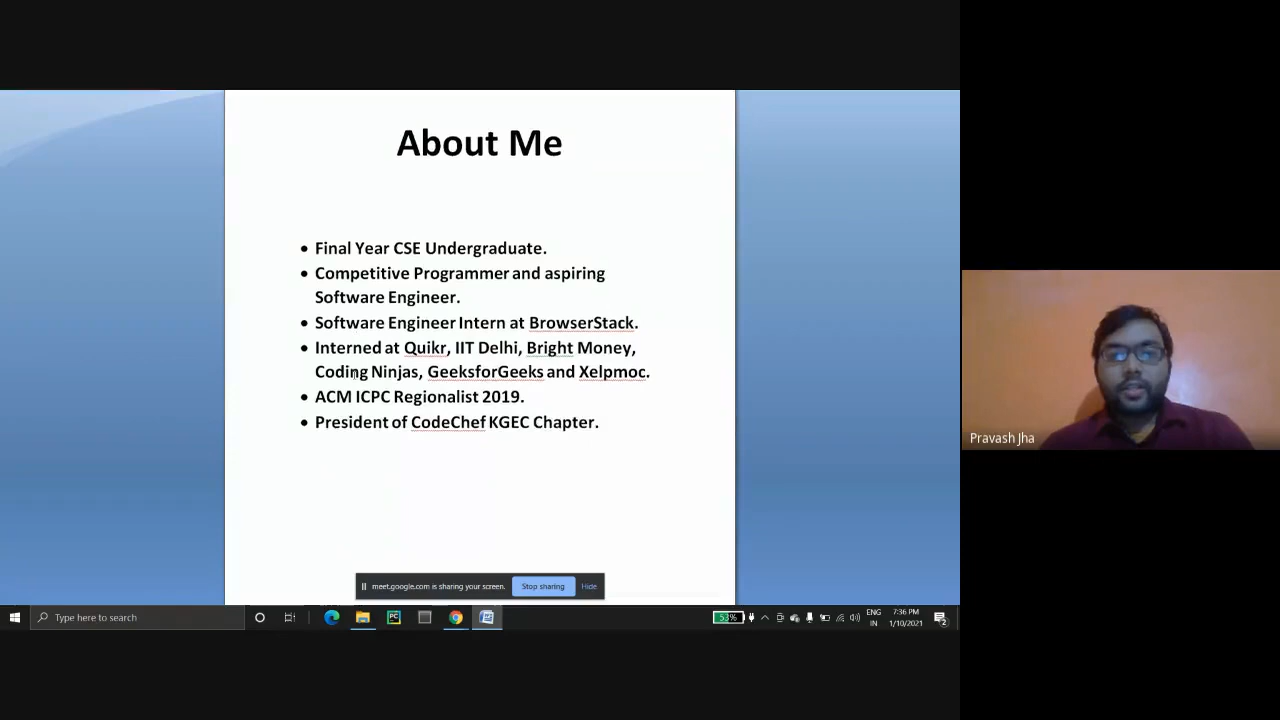 About Me
• Final Year CSE Undergraduate.
• Competitive Programmer and aspiring
Software Engineer.
• Software Engineer Intern at BrowserStack.
• Interned at Quikr, IIT Delhi, Bright Money,
Coding Ninjas, GeeksforGeeks and Xelpmoc.
• ACM ICPC Regionalist 2019.
• President of CodeChef KGEC Chapter.
Pravash Jha
meet.google.com is sharing your screen. Stop sharing Hide
Type here to search
PC
53%
ENG
IN
7:36 PM
1/10/2021
2